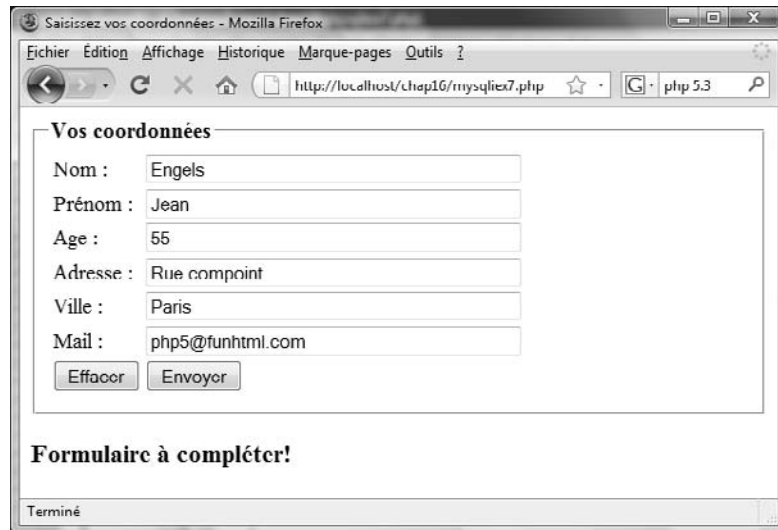 Saisissez vos coordonnées - Mozilla Firefox
Fichier Édition Affichage Historique Marque-pages Outils ?
http://localhost/chap16/mysqliex7.php G php 5.3
Vos coordonnées
Nom : Engels
Prénom : Jean
Age : 55
Adresse : Rue compoint
Ville : Paris
Mail : php5@funhtml.com
Effacer Envoyer
Formulaire à compléter!
Terminé